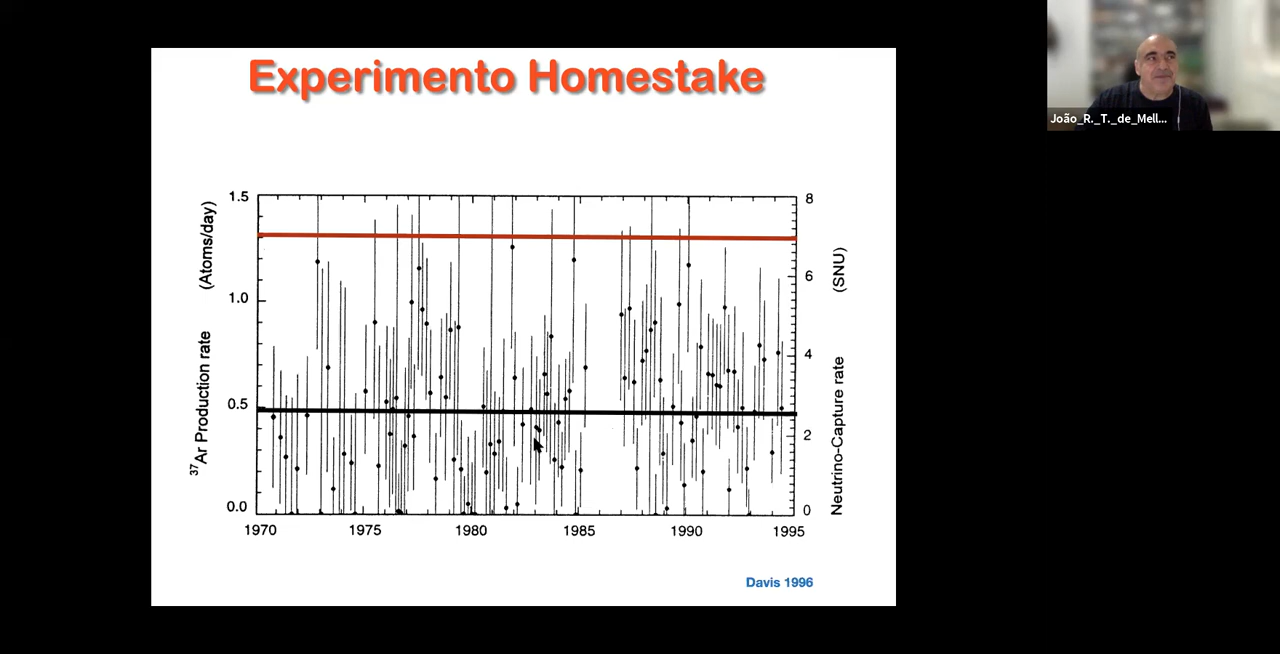 Experimento Homestake
João_R._T._de_Mell...
1.5
1.0
0.5
0.0
37Ar Production rate (Atoms/day)
8
6
4
2
0
Neutrino-Capture rate (SNU)
1970 1975 1980 1985 1990 1995
Davis 1996